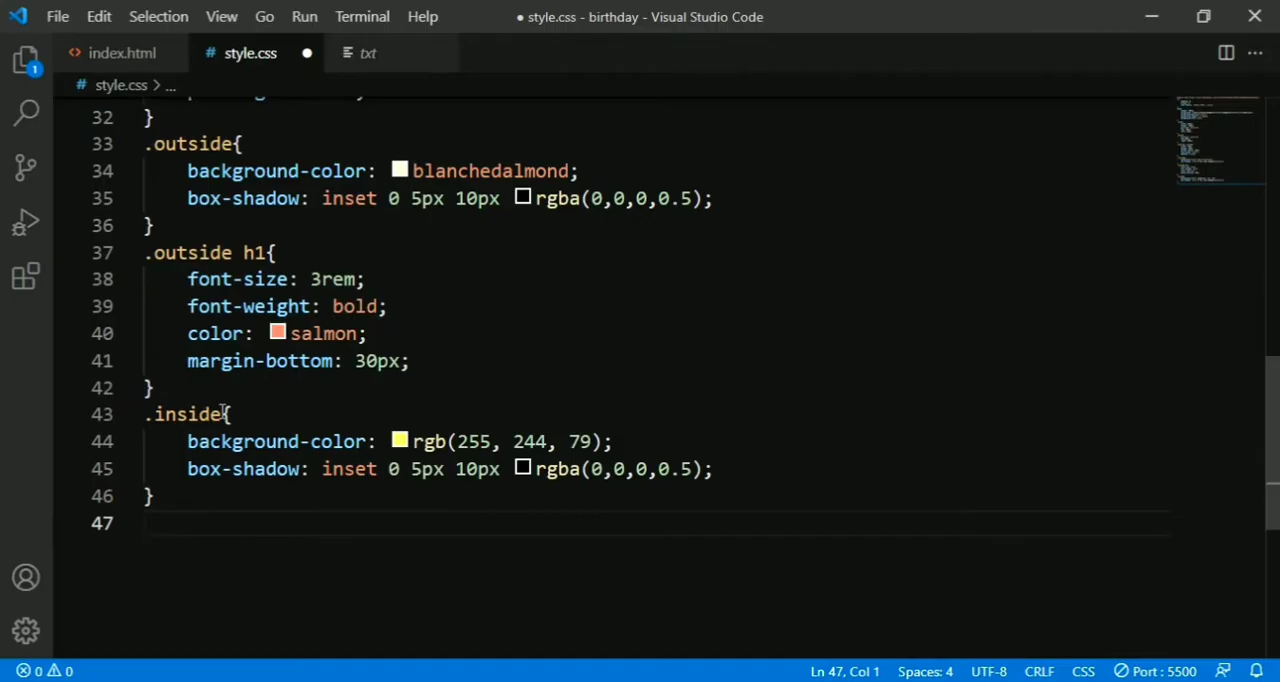 File Edit Selection View Go Run Terminal Help ● style.css - birthday - Visual Studio Code
index.html # style.css ● txt
# style.css > ...
1
32 }
33 .outside{
34 background-color: blanchedalmond;
35 box-shadow: inset 0 5px 10px rgba(0,0,0,0.5);
36 }
37 .outside h1{
38 font-size: 3rem;
39 font-weight: bold;
40 color: salmon;
41 margin-bottom: 30px;
42 }
43 .inside{
44 background-color: rgb(255, 244, 79);
45 box-shadow: inset 0 5px 10px rgba(0,0,0,0.5);
46 }
47
0 0 Ln 47, Col 1 Spaces: 4 UTF-8 CRLF CSS Port : 5500